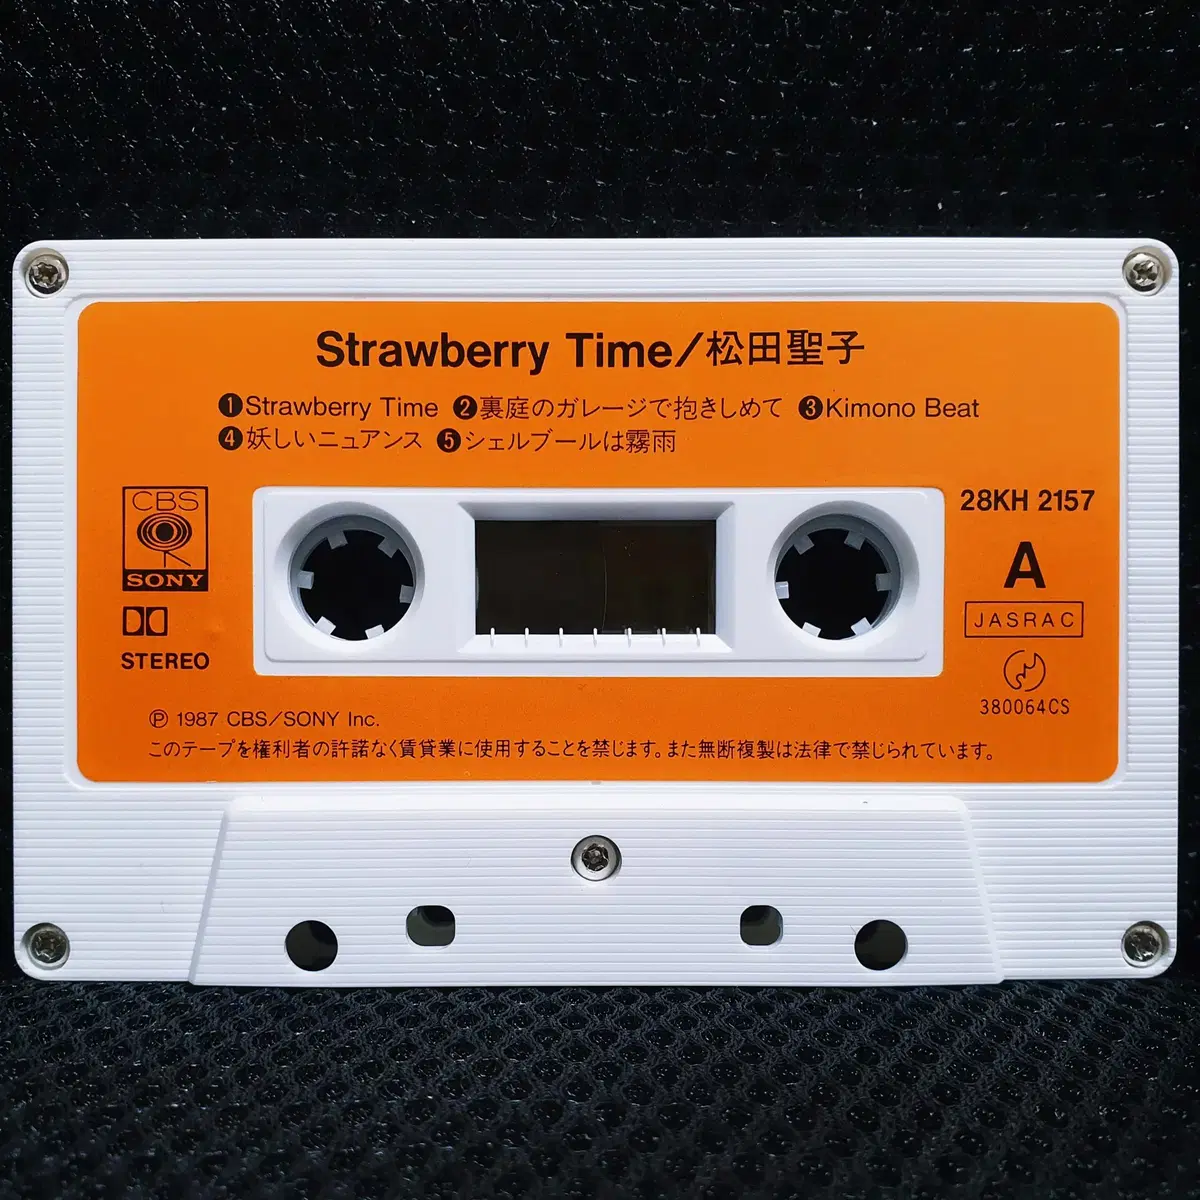 Strawberry Time/松田聖子
❶Strawberry Time ❷裏庭のガレージで抱きしめて ❸Kimono Beat
❹妖しいニュアンス ❺シェルブールは霧雨
CBS
SONY
STEREO
28KH 2157
A
JASRAC
380064CS
Ⓟ 1987 CBS/SONY Inc.
このテープを権利者の許諾なく賃貸業に使用することを禁じます。また無断複製は法律で禁じられています。